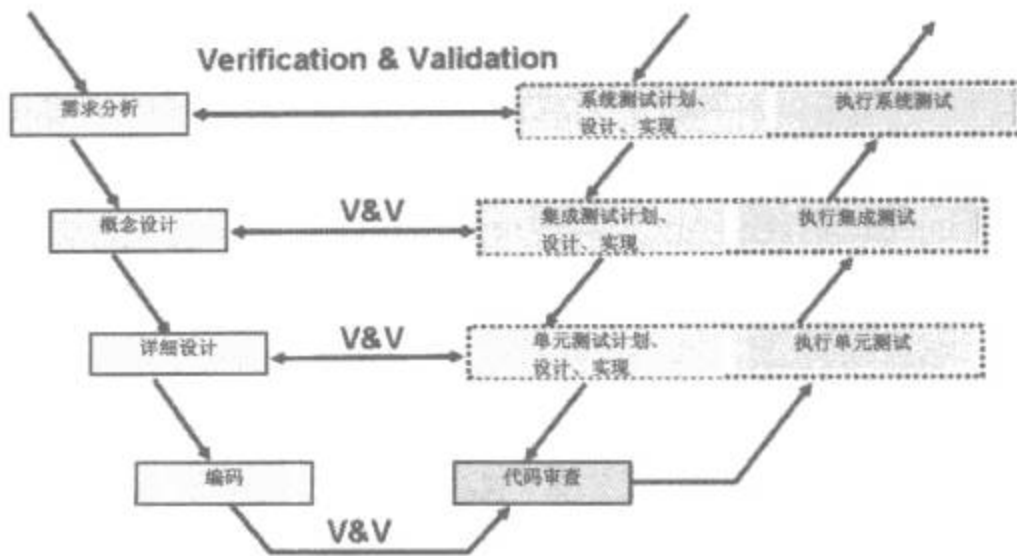 Verification & Validation
需求分析
系统测试计划、
设计、实现
执行系统测试
概念设计
V&V
集成测试计划、
设计、实现
执行集成测试
详细设计
V&V
单元测试计划、
设计、实现
执行单元测试
编码
代码审查
V&V